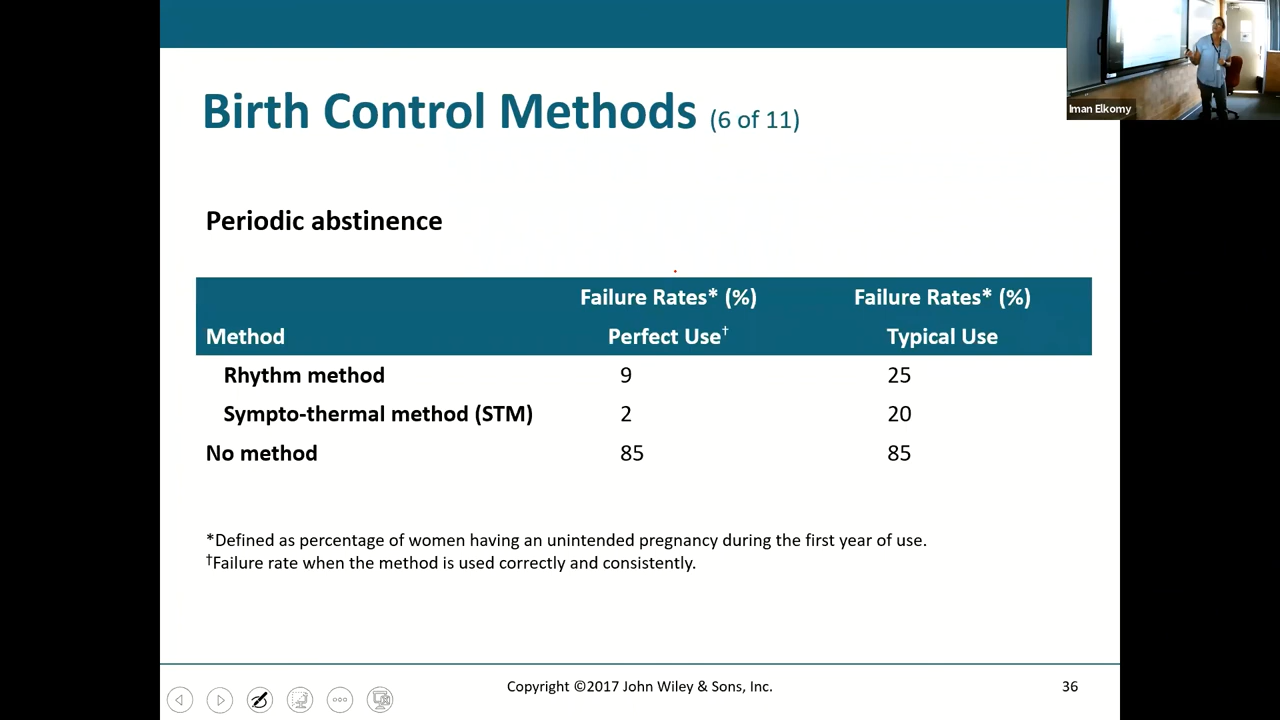 Birth Control Methods (6 of 11)
Iman Elkomy
Periodic abstinence
Failure Rates* (%) Failure Rates* (%)
Method Perfect Use† Typical Use
Rhythm method 9 25
Sympto-thermal method (STM) 2 20
No method 85 85
*Defined as percentage of women having an unintended pregnancy during the first year of use.
†Failure rate when the method is used correctly and consistently.
Copyright ©2017 John Wiley & Sons, Inc. 36